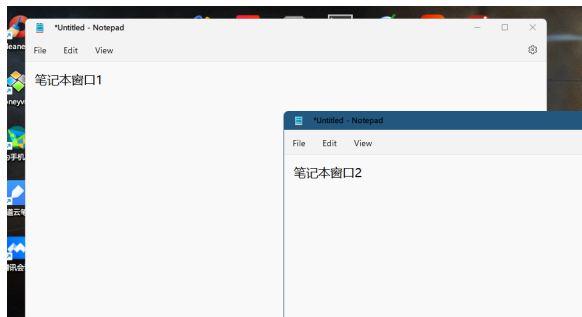 *Untitled - Notepad
File Edit View
笔记本窗口1
*Untitled - Notepad
File Edit View
笔记本窗口2